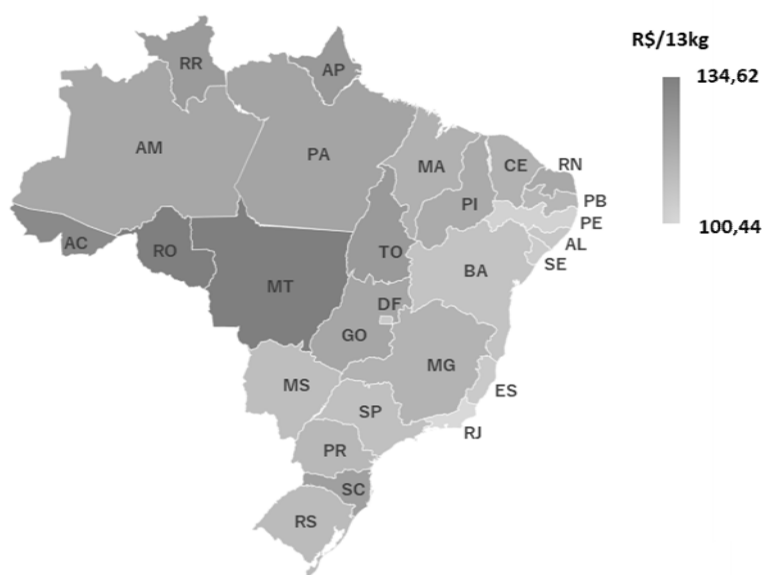 R$/13kg
134,62
100,44
RR
AP
AM
PA
MA
CE
RN
PB
PI
PE
AL
SE
AC
RO
TO
BA
MT
DF
GO
MG
MS
ES
SP
RJ
PR
SC
RS